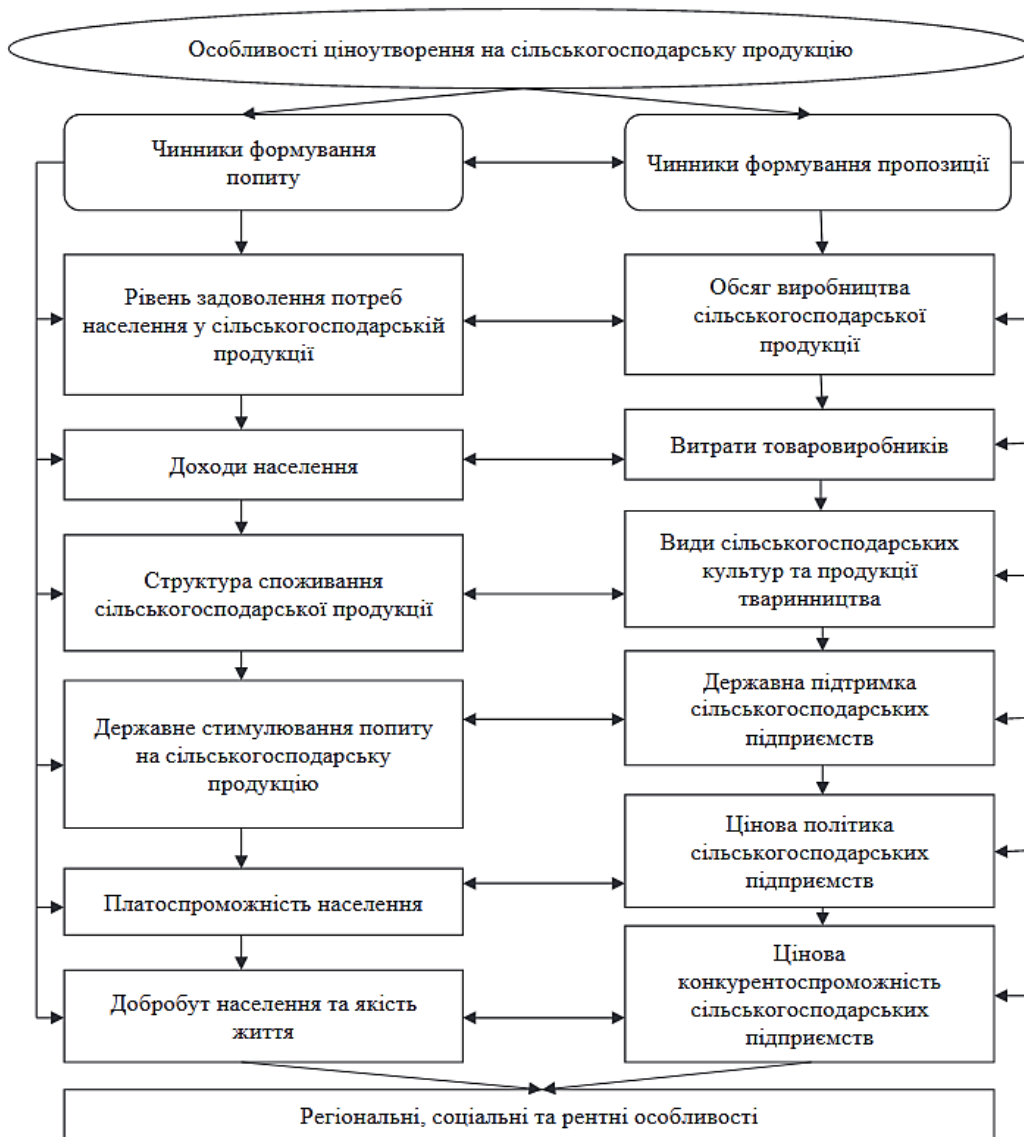 Особливості ціноутворення на сільськогосподарську продукцію
Чинники формування
попиту
Чинники формування пропозиції
Рівень задоволення потреб
населення у сільськогосподарській
продукції
Обсяг виробництва
сільськогосподарської
продукції
Доходи населення
Витрати товаровиробників
Структура споживання
сільськогосподарської продукції
Види сільськогосподарських
культур та продукції
тваринництва
Державне стимулювання попиту
на сільськогосподарську
продукцію
Державна підтримка
сільськогосподарських
підприємств
Платоспроможність населення
Цінова політика
сільськогосподарських
підприємств
Добробут населення та якість
життя
Цінова
конкурентоспроможність
сільськогосподарських
підприємств
Регіональні, соціальні та рентні особливості